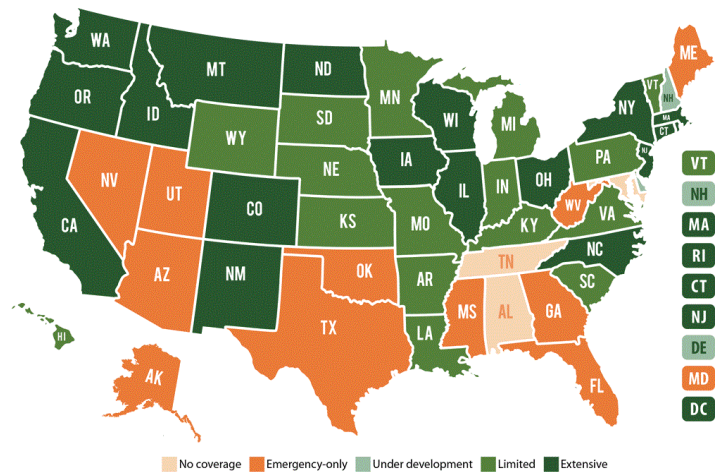 WA
OR
CA
ID
NV
MT
WY
UT
AZ
CO
NM
ND
SD
NE
KS
OK
TX
MN
IA
MO
AR
LA
WI
IL
MI
IN
OH
KY
TN
MS
AL
GA
FL
SC
NC
VA
WV
PA
NY
VT
NH
ME
MA
CT
NJ
HI
AK
VT
NH
MA
RI
CT
NJ
DE
MD
DC
No coverage Emergency-only Under development Limited Extensive